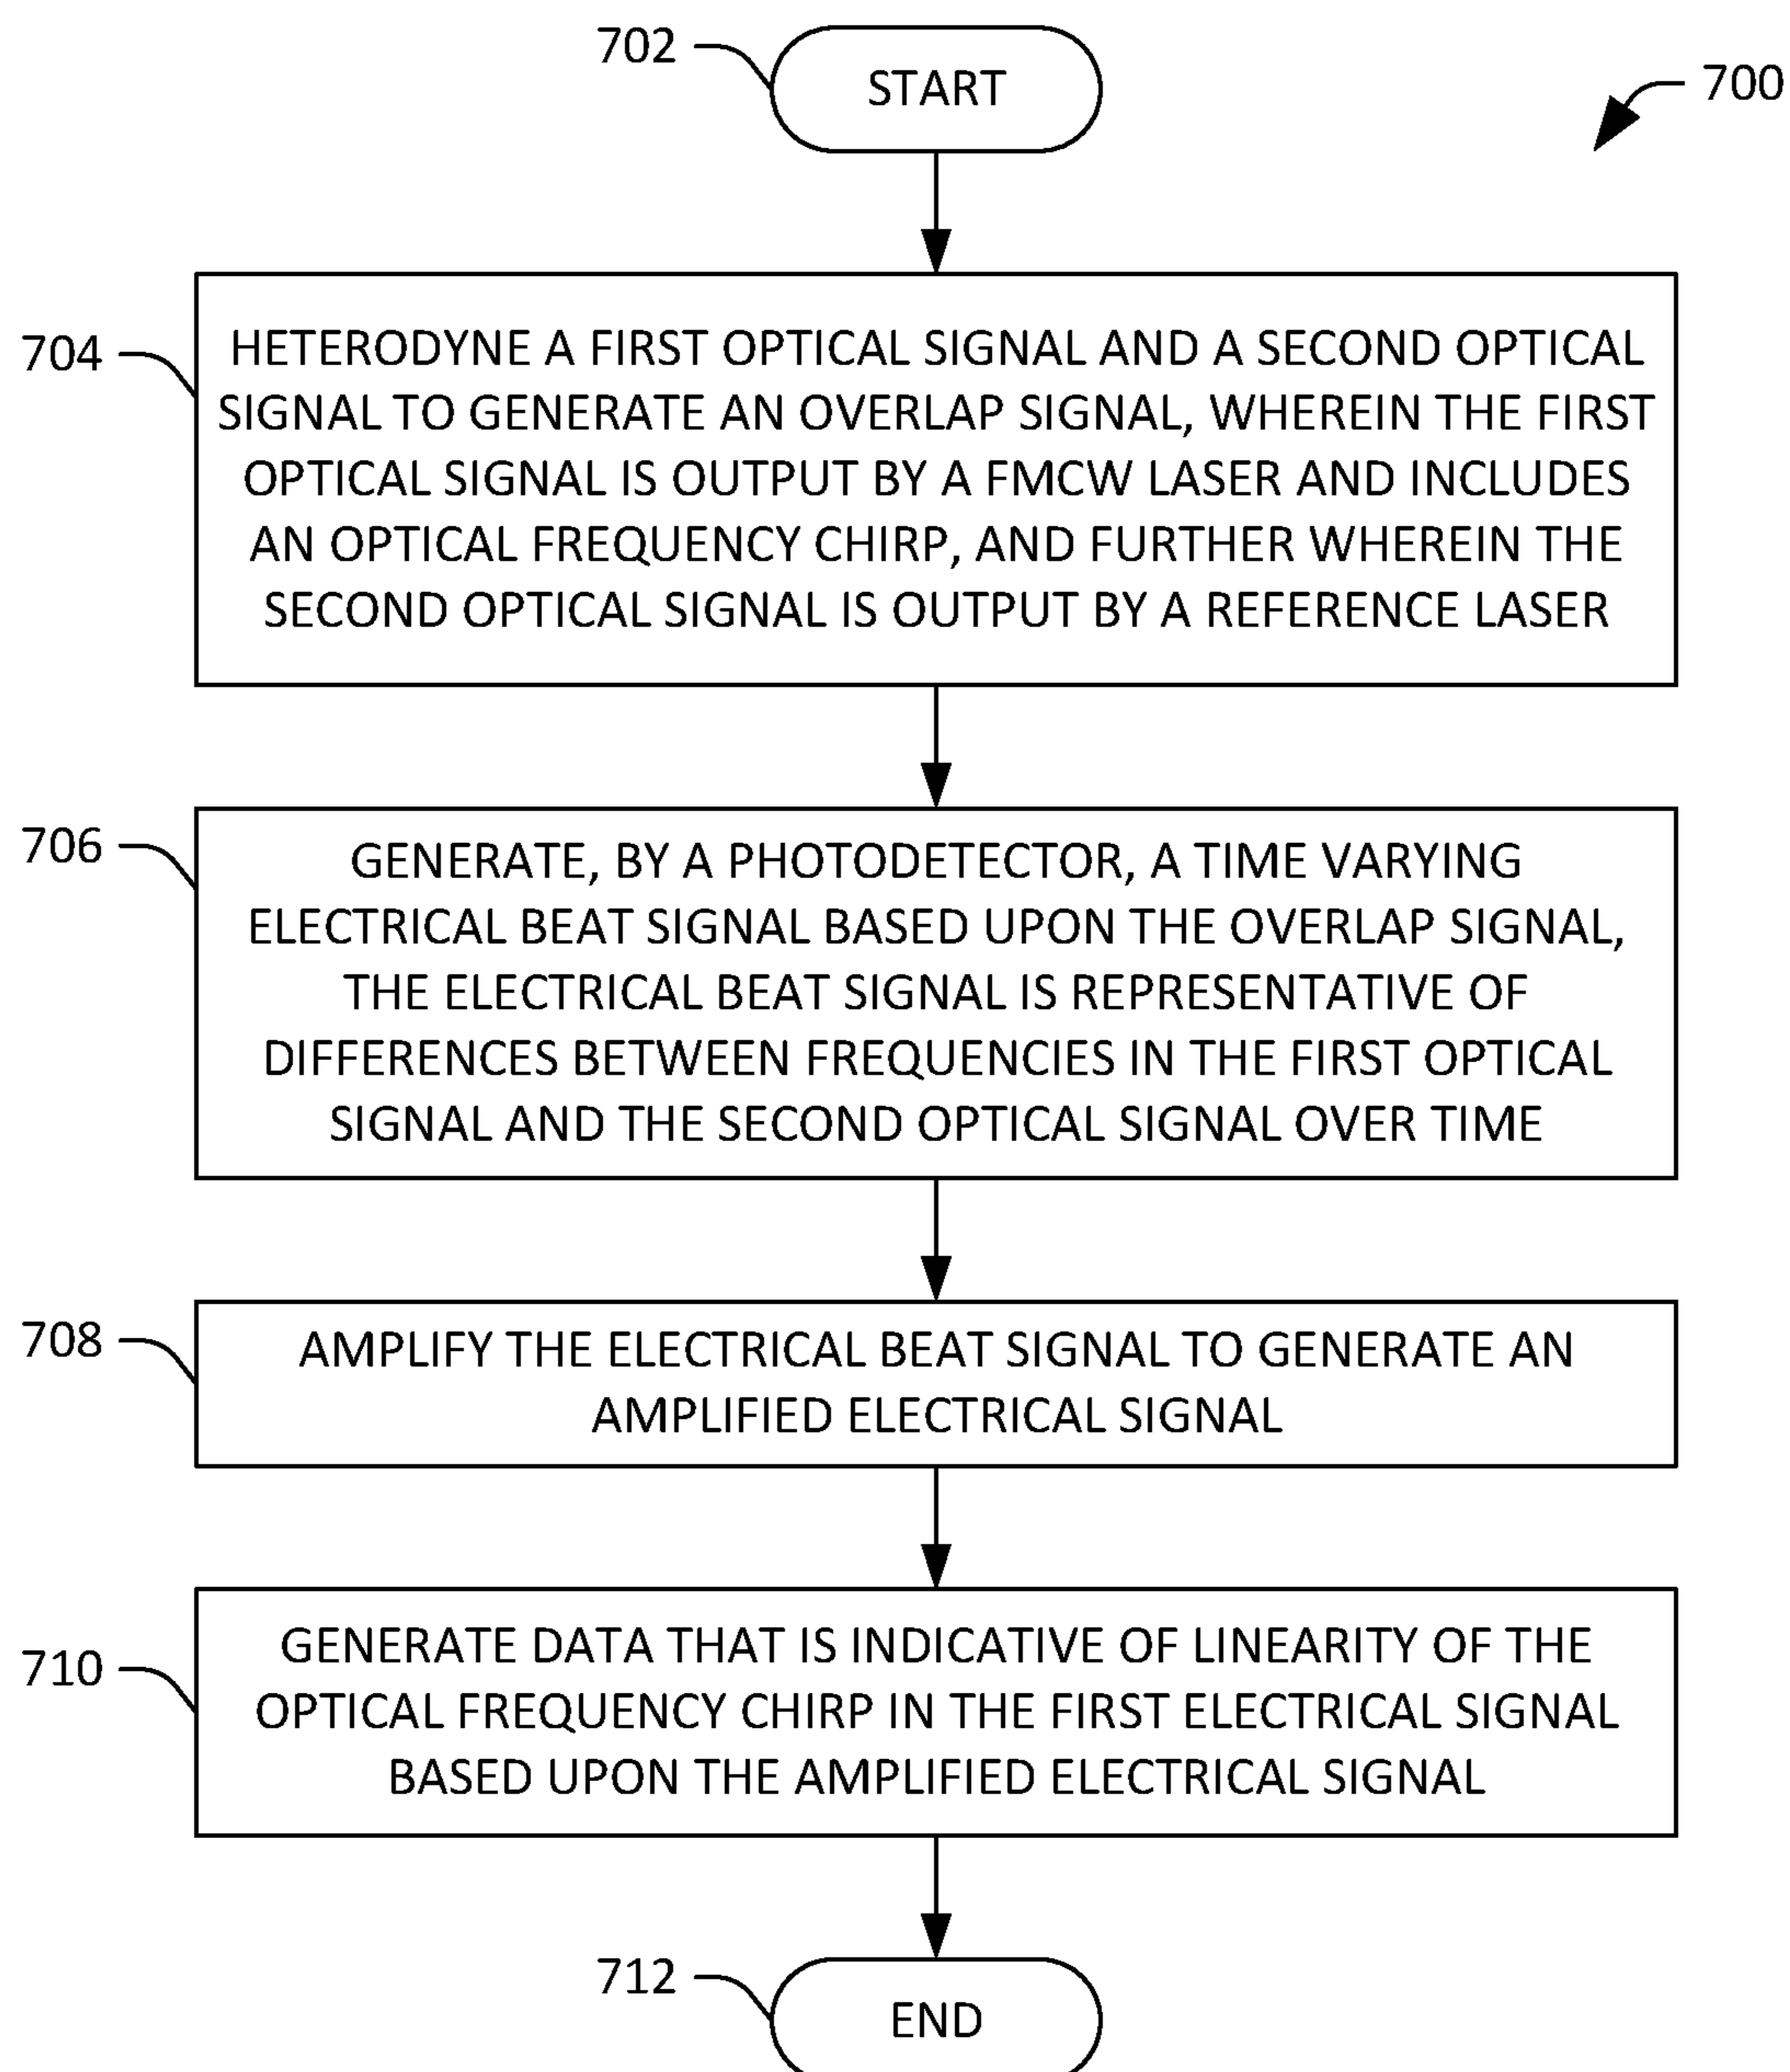 702
START
700
704
HETERODYNE A FIRST OPTICAL SIGNAL AND A SECOND OPTICAL
SIGNAL TO GENERATE AN OVERLAP SIGNAL, WHEREIN THE FIRST
OPTICAL SIGNAL IS OUTPUT BY A FMCW LASER AND INCLUDES
AN OPTICAL FREQUENCY CHIRP, AND FURTHER WHEREIN THE
SECOND OPTICAL SIGNAL IS OUTPUT BY A REFERENCE LASER
706
GENERATE, BY A PHOTODETECTOR, A TIME VARYING
ELECTRICAL BEAT SIGNAL BASED UPON THE OVERLAP SIGNAL,
THE ELECTRICAL BEAT SIGNAL IS REPRESENTATIVE OF
DIFFERENCES BETWEEN FREQUENCIES IN THE FIRST OPTICAL
SIGNAL AND THE SECOND OPTICAL SIGNAL OVER TIME
708
AMPLIFY THE ELECTRICAL BEAT SIGNAL TO GENERATE AN
AMPLIFIED ELECTRICAL SIGNAL
710
GENERATE DATA THAT IS INDICATIVE OF LINEARITY OF THE
OPTICAL FREQUENCY CHIRP IN THE FIRST ELECTRICAL SIGNAL
BASED UPON THE AMPLIFIED ELECTRICAL SIGNAL
712
END